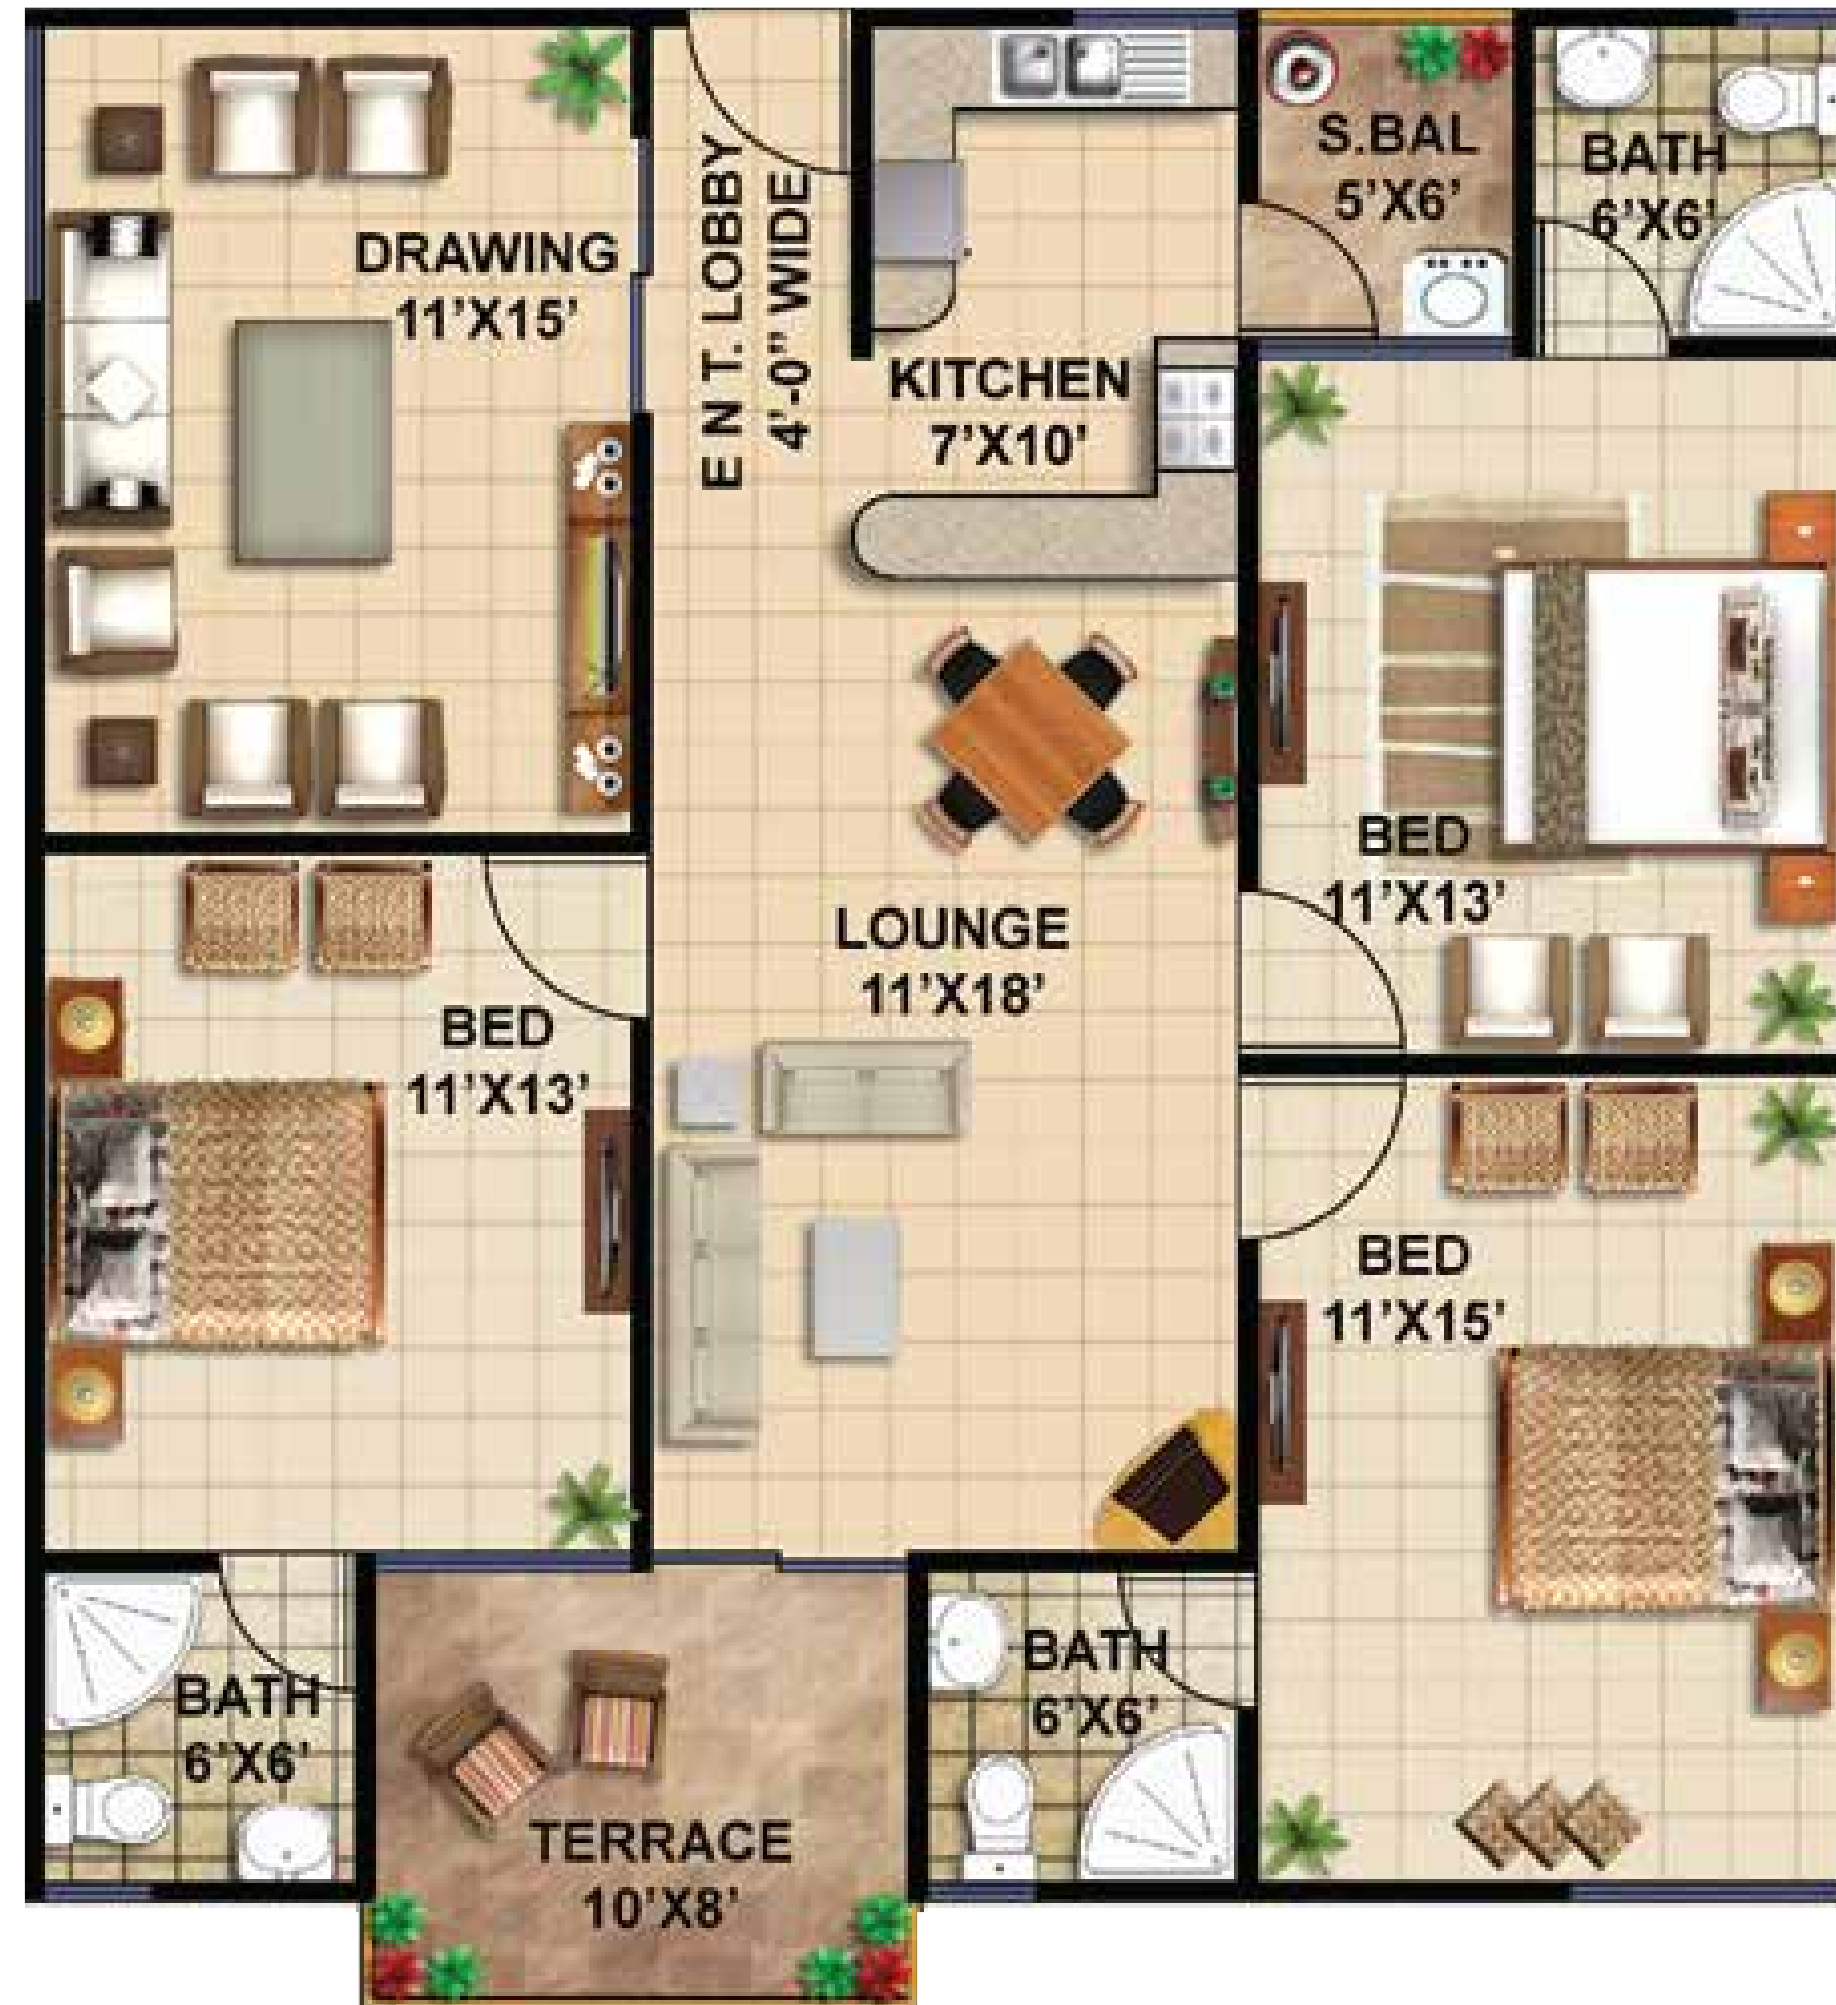 DRAWING
11'X15'
E N T. LOBBY
4'-0" WIDE
KITCHEN
7'X10'
S.BAL
5'X6'
BATH
6'X6'
BED
11'X13'
LOUNGE
11'X18'
BED
11'X13'
BED
11'X15'
BATH
6'X6'
TERRACE
10'X8'
BATH
6'X6'